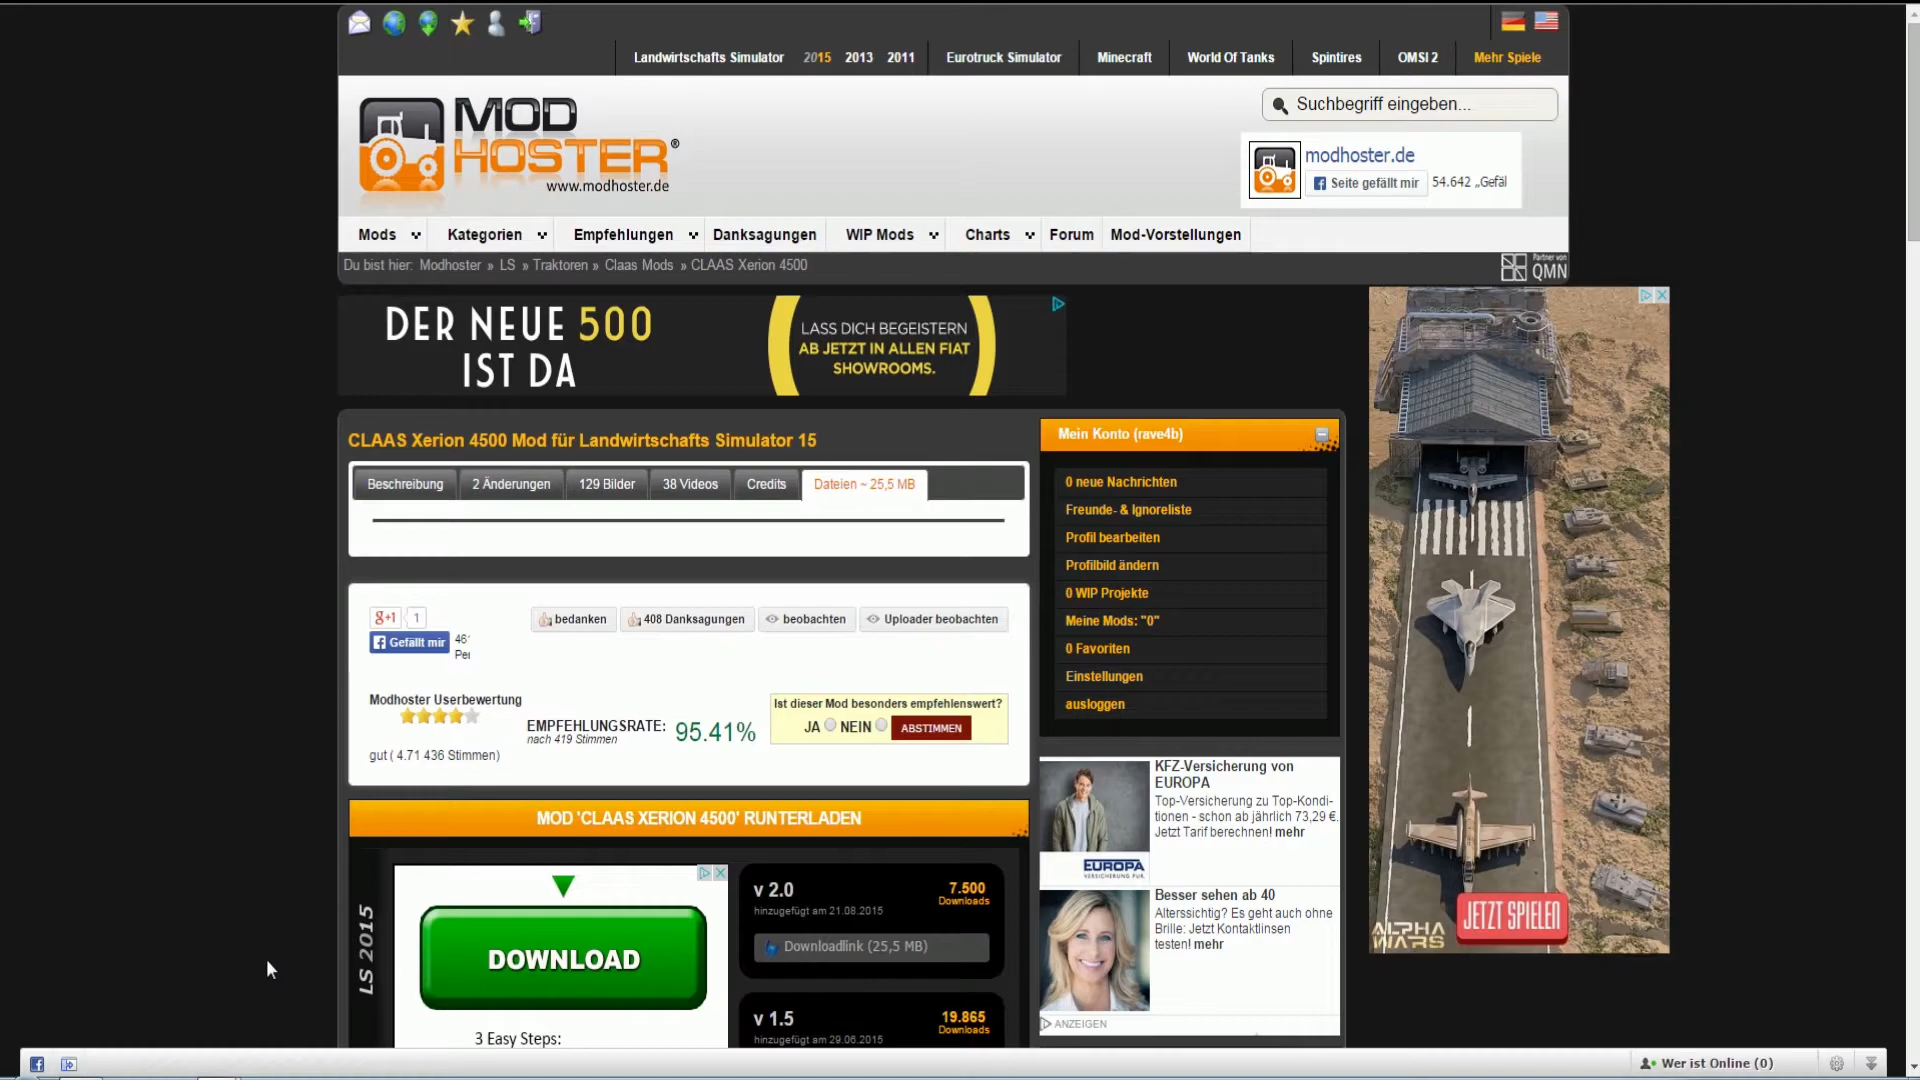 Landwirtschafts Simulator 2015 2013 2011 Eurotruck Simulator Minecraft World Of Tanks Spintires OMSI 2 Mehr Spiele
MOD
HOSTER®
www.modhoster.de
Suchbegriff eingeben...
modhoster.de
Seite gefällt mir 54.642 „Gefäl
Mods Kategorien Empfehlungen Danksagungen WIP Mods Charts Forum Mod-Vorstellungen
Du bist hier: Modhoster » LS » Traktoren » Claas Mods » CLAAS Xerion 4500
Partner von
QMN
DER NEUE 500
IST DA
LASS DICH BEGEISTERN
AB JETZT IN ALLEN FIAT
SHOWROOMS.
CLAAS Xerion 4500 Mod für Landwirtschafts Simulator 15
Beschreibung 2 Änderungen 129 Bilder 38 Videos Credits Dateien ~ 25,5 MB
g+1 1
Gefällt mir 46
Per
bedanken 408 Danksagungen beobachten Uploader beobachten
Modhoster Userbewertung
gut ( 4.71 436 Stimmen)
EMPFEHLUNGSRATE: 95.41%
nach 419 Stimmen
Ist dieser Mod besonders empfehlenswert?
JA NEIN ABSTIMMEN
MOD 'CLAAS XERION 4500' RUNTERLADEN
LS 2015
DOWNLOAD
3 Easy Steps:
v 2.0 7.500
hinzugefügt am 21.08.2015 Downloads
Downloadlink (25,5 MB)
v 1.5 19.865
hinzugefügt am 29.06.2015 Downloads
Mein Konto (rave4b)
0 neue Nachrichten
Freunde- & Ignoreliste
Profil bearbeiten
Profilbild ändern
0 WIP Projekte
Meine Mods: "0"
0 Favoriten
Einstellungen
ausloggen
KFZ-Versicherung von
EUROPA
Top-Versicherung zu Top-Kondi-
tionen - schon ab jährlich 73,29 €.
Jetzt Tarif berechnen! mehr
EUROPA
VERSICHERUNG PUR.
Besser sehen ab 40
Alterssichtig? Es geht auch ohne
Brille: Jetzt Kontaktlinsen
testen! mehr
ANZEIGEN
ALPHA
WARS
JETZT SPIELEN
Wer ist Online (0)